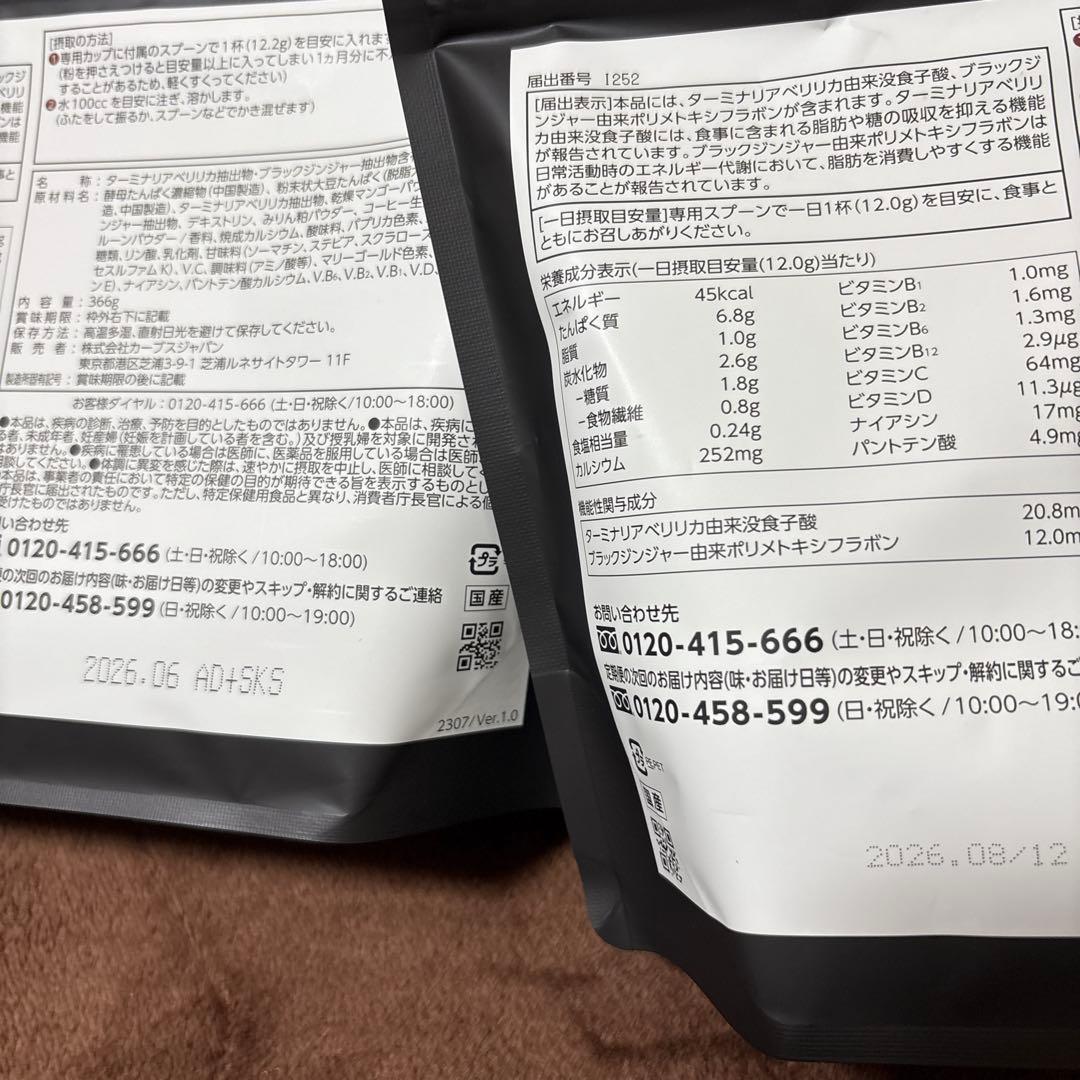 [摂取の方法]
❶専用カップに付属のスプーンで1杯(12.2g)を目安に入れます
(粉を押さえつけると目安量以上に入ってしまい1ヵ月分に不
することがあるため、軽くすくってください)
❷水100ccを目安に注ぎ、溶かします。
(ふたをして振るか、スプーンなどでかき混ぜます)
名称:ターミナリアベリリカ抽出物・ブラックジンジャー抽出物含
原材料名:酵母たんぱく濃縮物(中国製造)、粉末状大豆たんぱく(脱脂
造、中国製造)、ターミナリアベリリカ抽出物、乾燥マンゴーパウ
ンジャー抽出物、デキストリン、みりん粉パウダー、コーヒー生
ルーンパウダー/香料、焼成カルシウム、酸味料、パプリカ色素、
糖類、リン酸、乳化剤、甘味料(ソーマチン、ステビア、スクラロース
セスルファムK)、V.C、調味料(アミノ酸等)、マリーゴールド色素、
ンE)、ナイアシン、パントテン酸カルシウム、V.B₆、V.B₂、V.B₁、V.D、
内容量:366g
賞味期限:枠外右下に記載
保存方法:高温多湿、直射日光を避けて保存してください。
販売者:株式会社カーブスジャパン
東京都港区芝浦3-9-1 芝浦ルネサイトタワー 11F
製造所固有記号:賞味期限の後に記載
お客様ダイヤル:0120-415-666 (土・日・祝除く/10:00〜18:00)
●本品は、疾病の診断、治療、予防を目的としたものではありません。●本品は、疾病に
る者、未成年者、妊産婦(妊娠を計画している者を含む。)及び授乳婦を対象に開発さ
はありません。●疾病に罹患している場合は医師に、医薬品を服用している場合は医師
相談してください。●体調に異変を感じた際は、速やかに摂取を中止し、医師に相談して
本品は、事業者の責任において特定の保健の目的が期待できる旨を表示するものとし
庁長官に届出されたものです。ただし、特定保健用食品と異なり、消費者庁長官による個
受けたものではありません。
い合わせ先
0120-415-666 (土・日・祝除く/10:00〜18:00)
の次回のお届け内容(味・お届け日等)の変更やスキップ・解約に関するご連絡
0120-458-599 (日・祝除く/10:00〜19:00)
プラ
国産
2026.06 AD+SKS
2307/Ver.1.0
届出番号 1252
[届出表示]本品には、ターミナリアベリリカ由来没食子酸、ブラックジ
ンジャー由来ポリメトキシフラボンが含まれます。ターミナリアベリリ
カ由来没食子酸には、食事に含まれる脂肪や糖の吸収を抑える機能
が報告されています。ブラックジンジャー由来ポリメトキシフラボンは
日常活動時のエネルギー代謝において、脂肪を消費しやすくする機能
があることが報告されています。
[一日摂取目安量]専用スプーンで一日1杯(12.0g)を目安に、食事と
ともにお召しあがりください。
栄養成分表示(一日摂取目安量(12.0g)当たり)
エネルギー 45kcal ビタミンB₁ 1.0mg
たんぱく質 6.8g ビタミンB₂ 1.6mg
脂質 1.0g ビタミンB₆ 1.3mg
炭水化物 2.6g ビタミンB₁₂ 2.9μg
-糖質 1.8g ビタミンC 64mg
-食物繊維 0.8g ビタミンD 11.3μg
食塩相当量 0.24g ナイアシン 17mg
カルシウム 252mg パントテン酸 4.9mg
機能性関与成分
ターミナリアベリリカ由来没食子酸 20.8m
ブラックジンジャー由来ポリメトキシフラボン 12.0m
お問い合わせ先
0120-415-666 (土・日・祝除く/10:00〜18:
定期便の次回のお届け内容(味・お届け日等)の変更やスキップ・解約に関するご
0120-458-599 (日・祝除く/10:00〜19:0
プラ PE,PET
国産
2026.08/12